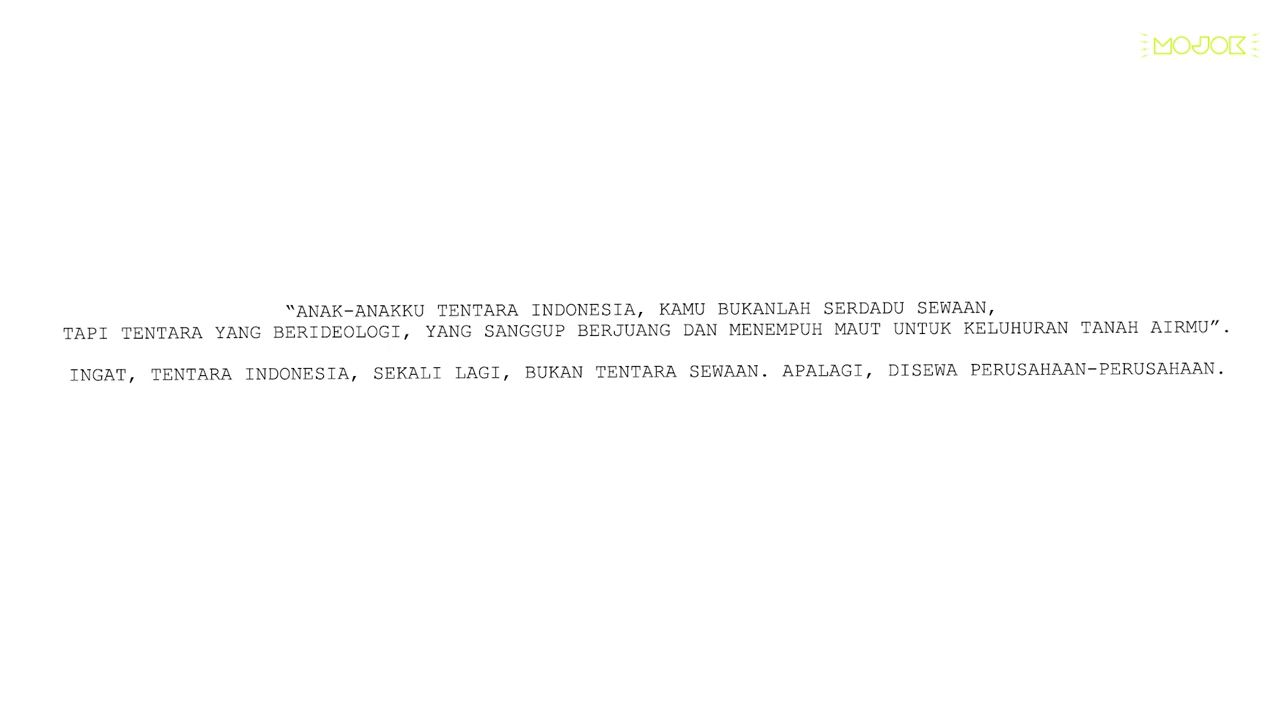 MOJOK
“ANAK-ANAKKU TENTARA INDONESIA, KAMU BUKANLAH SERDADU SEWAAN,
TAPI TENTARA YANG BERIDEOLOGI, YANG SANGGUP BERJUANG DAN MENEMPUH MAUT UNTUK KELUHURAN TANAH AIRMU”.
INGAT, TENTARA INDONESIA, SEKALI LAGI, BUKAN TENTARA SEWAAN. APALAGI, DISEWA PERUSAHAAN-PERUSAHAAN.